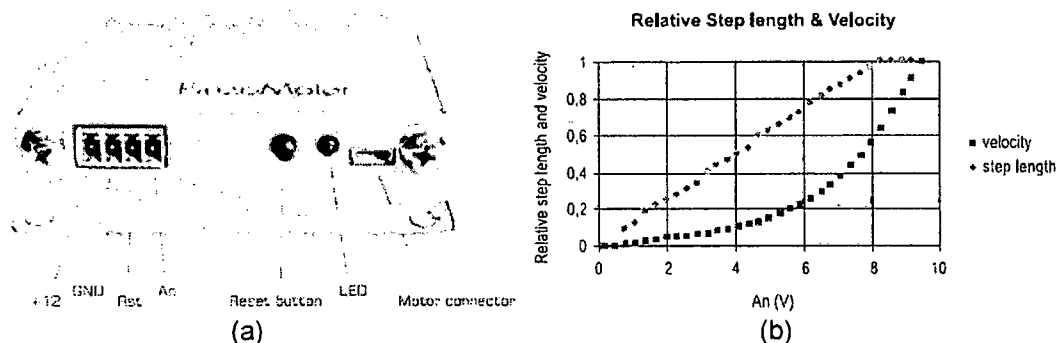 PiezoMotor
+12
GND
Rst
An
Reset button
LED
Motor connector
(a)
Relative Step length & Velocity
Relative step length and velocity
1
0,8
0,6
0,4
0,2
0
0 2 4 6 8 10
An (V)
velocity
step length
(b)